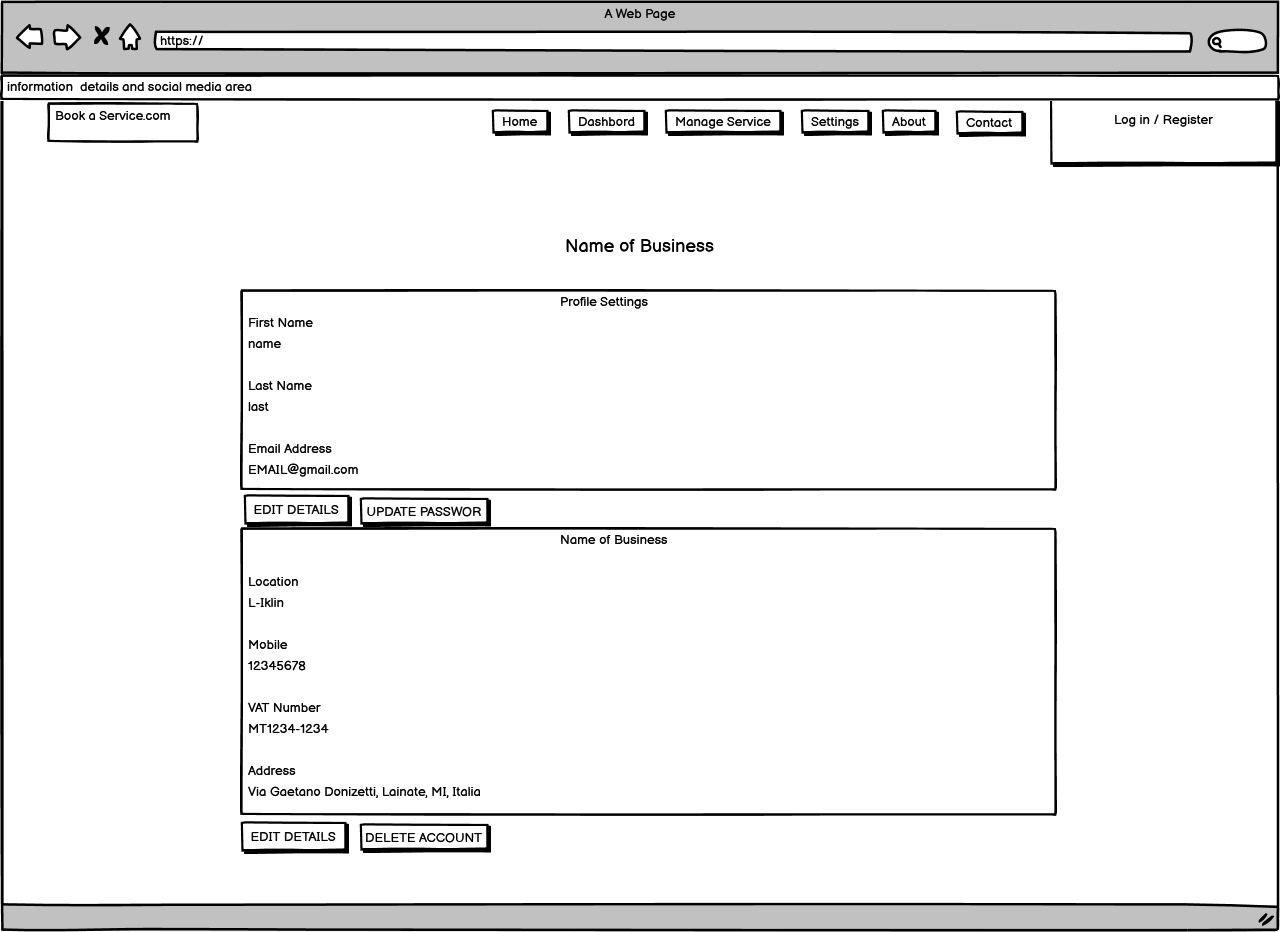 A Web Page
https://
information details and social media area
Book a Service.com
Home
Dashbord
Manage Service
Settings
About
Contact
Log in / Register
Name of Business
Profile Settings
First Name
name
Last Name
last
Email Address
EMAIL@gmail.com
EDIT DETAILS
UPDATE PASSWOR
Name of Business
Location
L-Iklin
Mobile
12345678
VAT Number
MT1234-1234
Address
Via Gaetano Donizetti, Lainate, MI, Italia
EDIT DETAILS
DELETE ACCOUNT